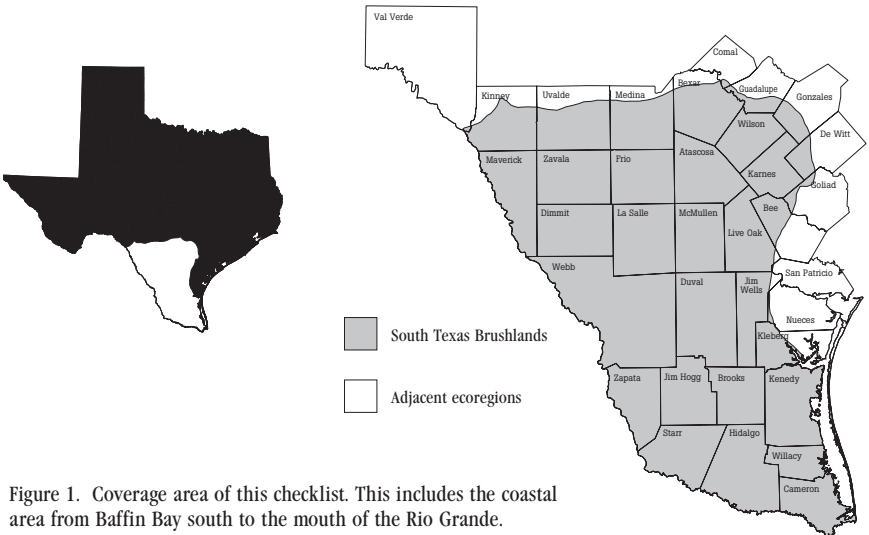 Val Verde
Comal
Bexar
Guadalupe
Gonzales
Kinney
Uvalde
Medina
Wilson
De Witt
Maverick
Zavala
Frio
Atascosa
Karnes
Goliad
Dimmit
La Salle
McMullen
Bee
Live Oak
Webb
San Patricio
Duval
Jim
Wells
Nueces
Kleberg
South Texas Brushlands
Zapata
Jim Hogg
Brooks
Kenedy
Adjacent ecoregions
Starr
Hidalgo
Willacy
Cameron
Figure 1. Coverage area of this checklist. This includes the coastal
area from Baffin Bay south to the mouth of the Rio Grande.